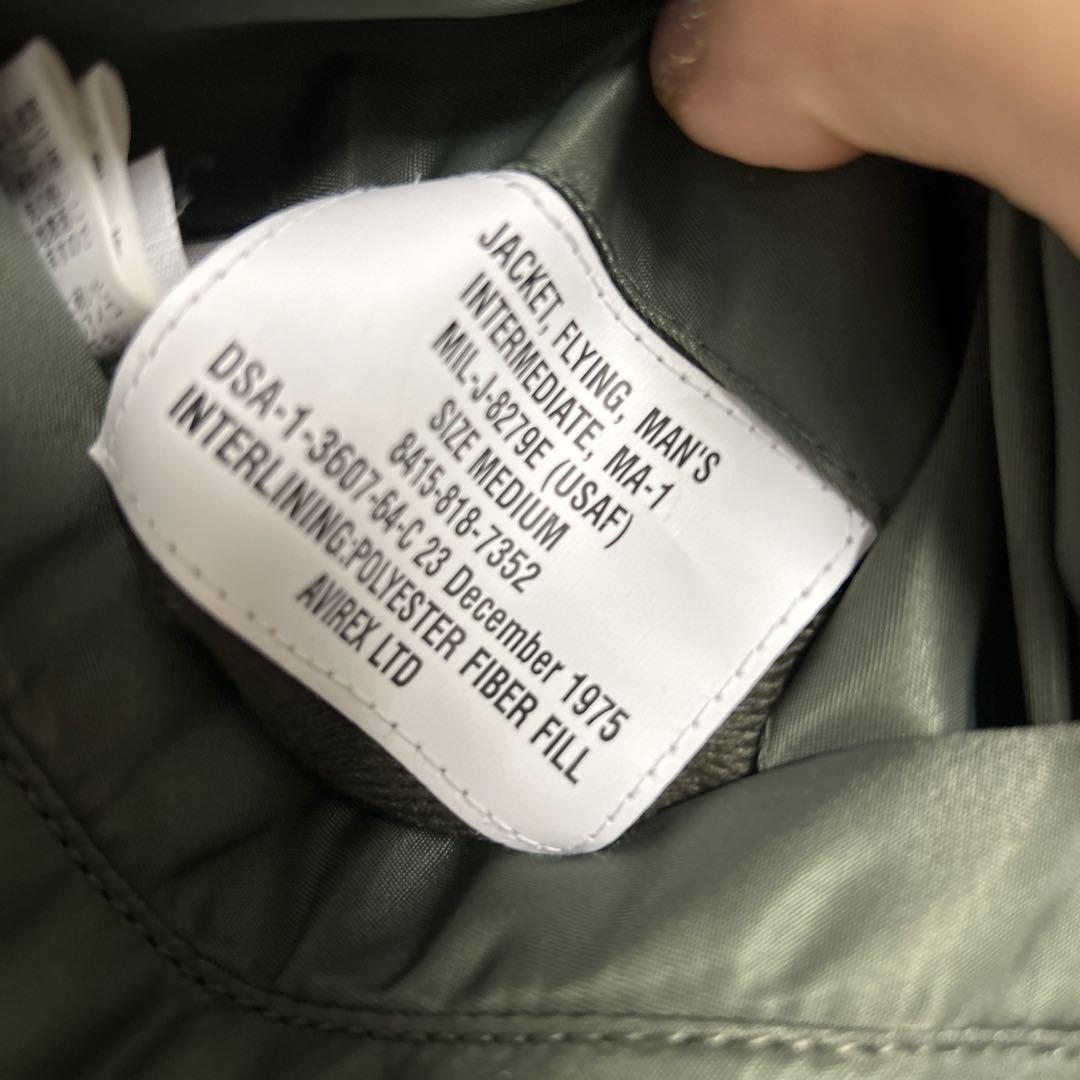 JACKET, FLYING, MAN'S
INTERMEDIATE, MA-1
MIL-J-8279E (USAF)
SIZE MEDIUM
8415-818-7352
DSA-1-3607-64-C 23 December 1975
INTERLINING:POLYESTER FIBER FILL
AVIREX LTD